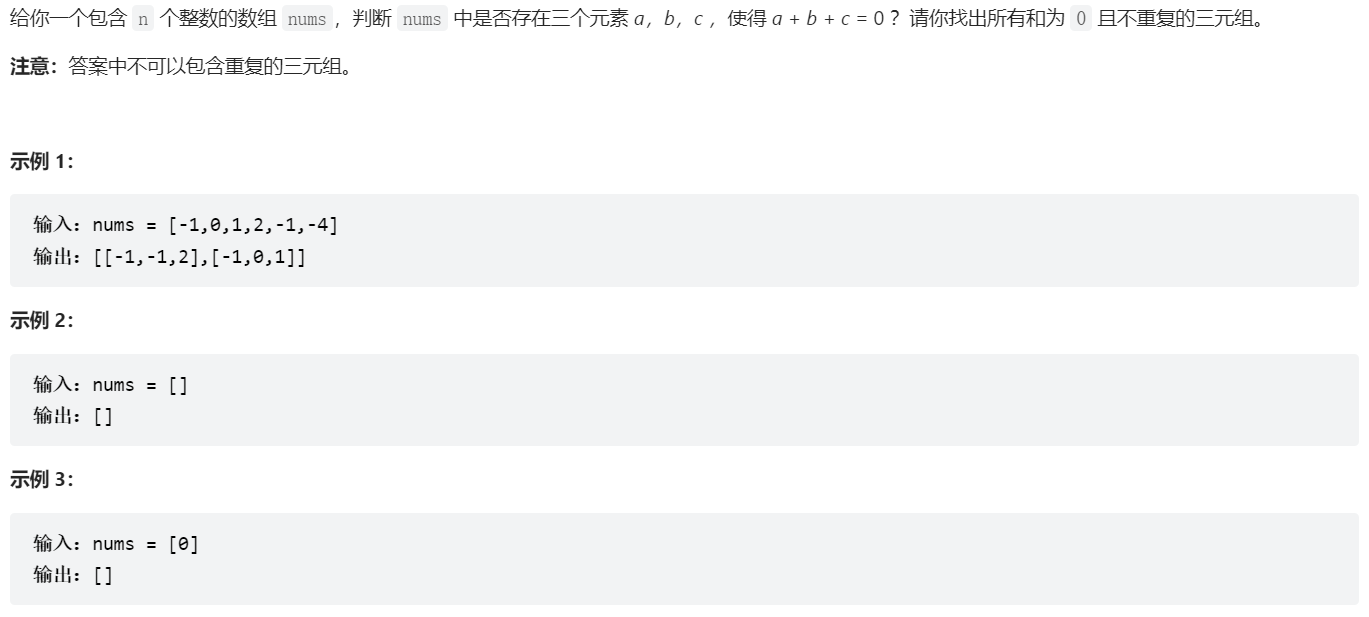 给你一个包含 n 个整数的数组 nums，判断 nums 中是否存在三个元素 a，b，c ，使得 a + b + c = 0 ？请你找出所有和为 0 且不重复的三元组。
注意：答案中不可以包含重复的三元组。
示例 1：
输入：nums = [-1,0,1,2,-1,-4]
输出：[[-1,-1,2],[-1,0,1]]
示例 2：
输入：nums = []
输出：[]
示例 3：
输入：nums = [0]
输出：[]